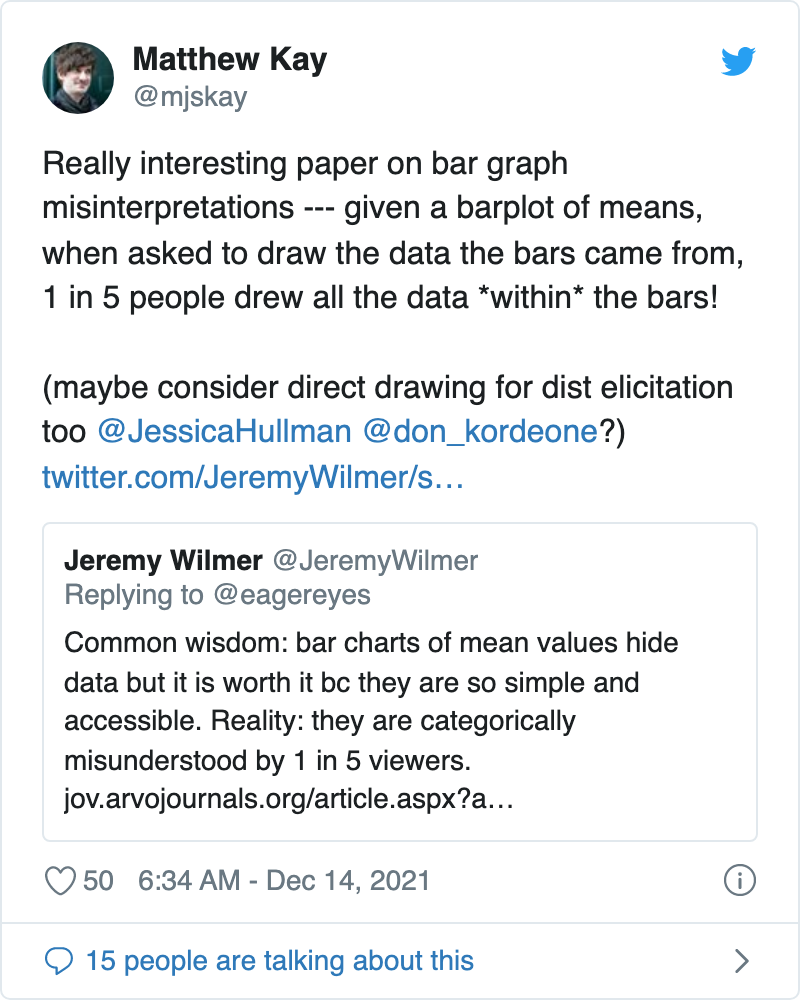 Matthew Kay
@mjskay
Really interesting paper on bar graph
misinterpretations --- given a barplot of means,
when asked to draw the data the bars came from,
1 in 5 people drew all the data *within* the bars!
(maybe consider direct drawing for dist elicitation
too @JessicaHullman @don_kordeone?)
twitter.com/JeremyWilmer/s…
Jeremy Wilmer @JeremyWilmer
Replying to @eagereyes
Common wisdom: bar charts of mean values hide
data but it is worth it bc they are so simple and
accessible. Reality: they are categorically
misunderstood by 1 in 5 viewers.
jov.arvojournals.org/article.aspx?a…
50 6:34 AM - Dec 14, 2021
15 people are talking about this